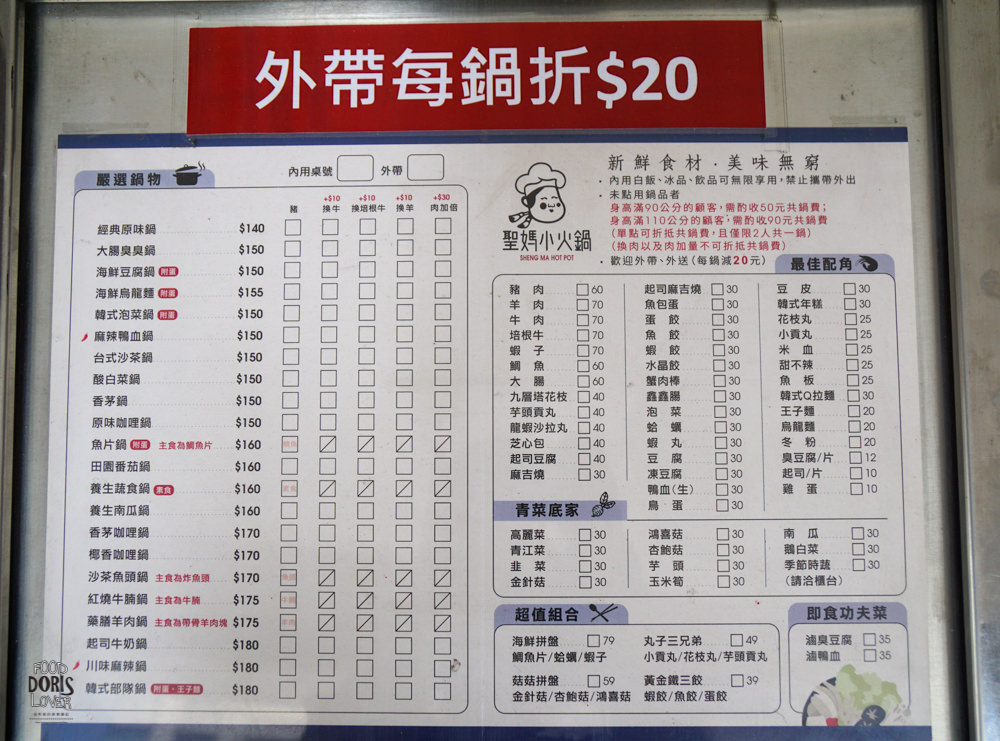 外帶每鍋折$20
嚴選鍋物
內用桌號 外帶
+$10 +$10 +$10 +$30
豬 換牛 換培根牛 換羊 肉加倍
經典原味鍋 $140
大腸臭臭鍋 $150
海鮮豆腐鍋 附蛋 $150
海鮮烏龍麵 附蛋 $155
韓式泡菜鍋 附蛋 $150
麻辣鴨血鍋 $150
台式沙茶鍋 $150
酸白菜鍋 $150
香茅鍋 $150
原味咖哩鍋 $150
魚片鍋 附蛋 主食為鯛魚片 $160
田園番茄鍋 $160
養生蔬食鍋 素食 $160
養生南瓜鍋 $160
香茅咖哩鍋 $170
椰香咖哩鍋 $170
沙茶魚頭鍋 主食為炸魚頭 $170
紅燒牛腩鍋 主食為牛腩 $175
藥膳羊肉鍋 主食為帶骨羊肉塊 $175
起司牛奶鍋 $180
川味麻辣鍋 $180
韓式部隊鍋 附蛋、王子麵 $180
聖媽小火鍋
SHENG MA HOT POT
新鮮食材．美味無窮
・內用白飯、冰品、飲品可無限享用，禁止攜帶外出
・未點用鍋品者
身高滿90公分的顧客，需酌收50元共鍋費；
身高滿110公分的顧客，需酌收90元共鍋費
（單點可折抵共鍋費，且僅限2人共一鍋）
（換肉以及肉加量不可折抵共鍋費）
・歡迎外帶、外送（每鍋減20元）
最佳配角
豬肉 60 起司麻吉燒 30 豆皮 30
羊肉 70 魚包蛋 30 韓式年糕 30
牛肉 70 蛋餃 30 花枝丸 25
培根牛 70 魚餃 30 小貢丸 25
蝦子 70 蝦餃 30 米血 25
鯛魚 60 水晶餃 30 甜不辣 25
大腸 60 蟹肉棒 30 魚板 25
九層塔花枝 40 鑫鑫腸 30 韓式Q拉麵 30
芋頭貢丸 40 泡菜 30 王子麵 20
龍蝦沙拉丸 40 蛤蠣 30 烏龍麵 20
芝心包 40 蝦丸 30 冬粉 20
起司豆腐 40 豆腐 30 臭豆腐/片 12
麻吉燒 30 凍豆腐 30 起司/片 10
鴨血(生) 30 雞蛋 10
鳥蛋 30
青菜底家
高麗菜 30 鴻喜菇 30 南瓜 30
青江菜 30 杏鮑菇 30 鵝白菜 30
韭菜 30 芋頭 30 季節時蔬 30
金針菇 30 玉米筍 30 (請洽櫃台)
超值組合
海鮮拼盤 79 丸子三兄弟 49
鯛魚片/蛤蠣/蝦子 小貢丸/花枝丸/芋頭貢丸
菇菇拼盤 59 黃金鐵三餃 39
金針菇/杏鮑菇/鴻喜菇 蝦餃/魚餃/蛋餃
即食功夫菜
滷臭豆腐 35
滷鴨血 35
FOOD
DORIS
LOVER